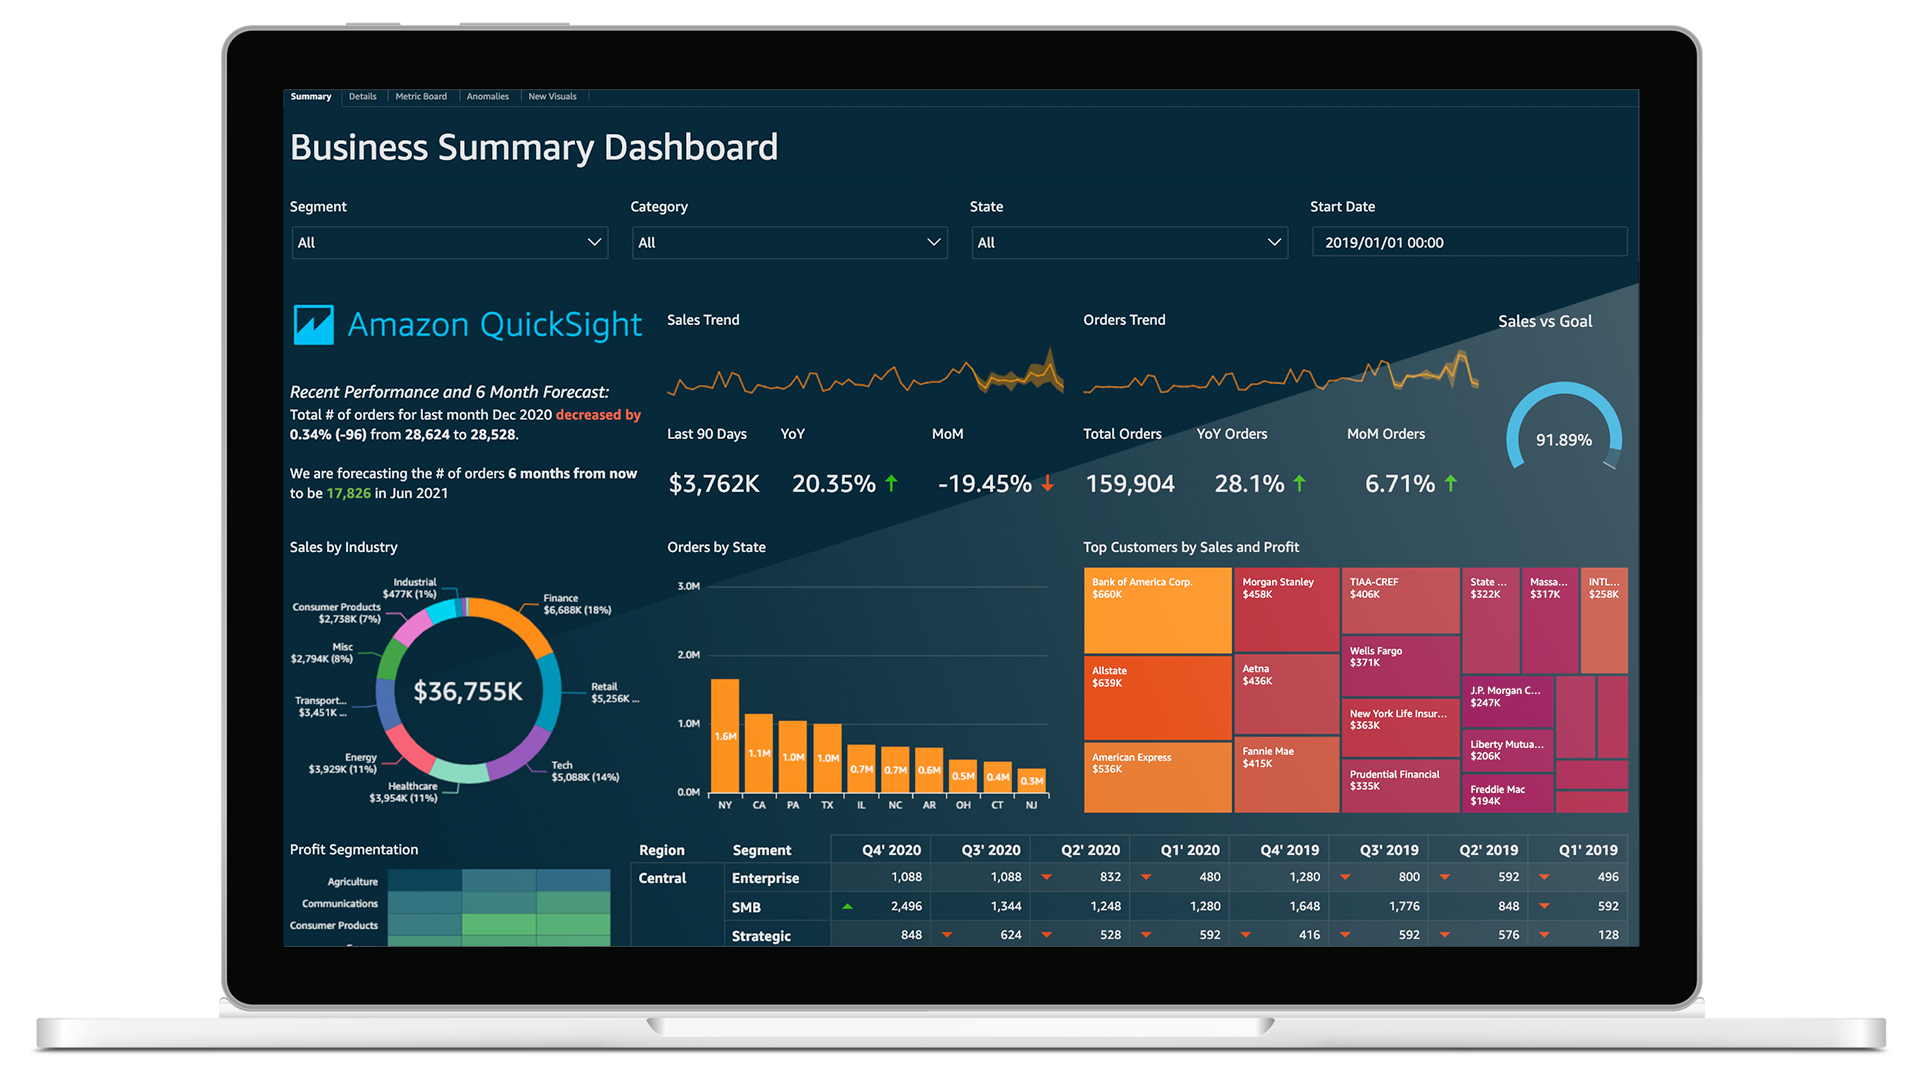 Summary Details Metric Board Anomalies New Visuals
Business Summary Dashboard
Segment Category State Start Date
All All All 2019/01/01 00:00
Amazon QuickSight
Recent Performance and 6 Month Forecast:
Total # of orders for last month Dec 2020 decreased by
0.34% (-96) from 28,624 to 28,528.
We are forecasting the # of orders 6 months from now
to be 17,826 in Jun 2021
Sales Trend
Last 90 Days YoY MoM
$3,762K 20.35% -19.45%
Orders Trend
Total Orders YoY Orders MoM Orders
159,904 28.1% 6.71%
Sales vs Goal
91.89%
Sales by Industry
Industrial
$477K (1%)
Finance
$6,688K (18%)
Consumer Products
$2,738K (7%)
Misc
$2,794K (8%)
Retail
$5,256K ...
$36,755K
Transport...
$3,451K ...
Energy
$3,929K (11%)
Tech
$5,088K (14%)
Healthcare
$3,954K (11%)
Orders by State
3.0M
2.0M
1.0M
0.0M
1.6M 1.1M 1.0M 1.0M 0.7M 0.7M 0.6M 0.5M 0.4M 0.3M
NY CA PA TX IL NC AR OH CT NJ
Top Customers by Sales and Profit
Bank of America Corp.
$660K
Allstate
$639K
American Express
$536K
Morgan Stanley
$458K
Aetna
$436K
Fannie Mae
$415K
TIAA-CREF
$406K
Wells Fargo
$371K
New York Life Insur...
$363K
Prudential Financial
$335K
State ...
$322K
Massa...
$317K
INTL...
$258K
J.P. Morgan C...
$247K
Liberty Mutua...
$206K
Freddie Mac
$194K
Profit Segmentation
Agriculture
Communications
Consumer Products
Region Segment Q4' 2020 Q3' 2020 Q2' 2020 Q1' 2020 Q4' 2019 Q3' 2019 Q2' 2019 Q1' 2019
Central Enterprise 1,088 1,088 832 480 1,280 800 592 496
SMB 2,496 1,344 1,248 1,280 1,648 1,776 848 592
Strategic 848 624 528 592 416 592 576 128